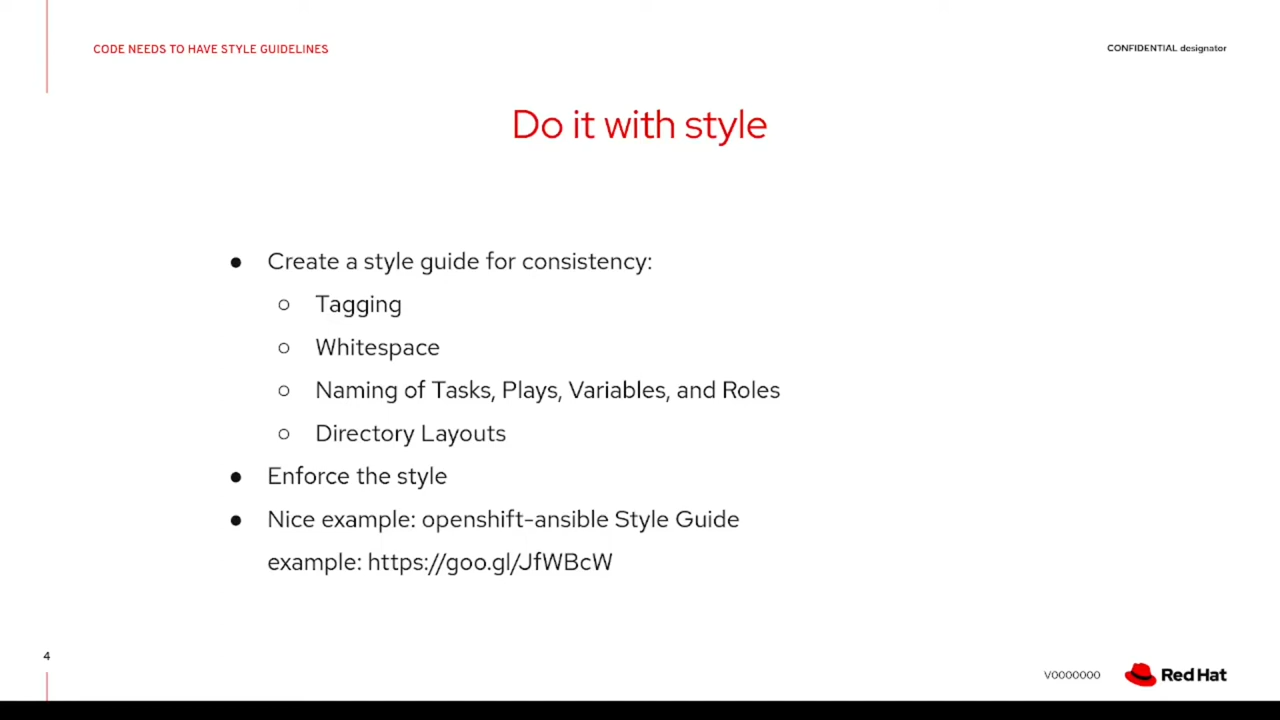 CODE NEEDS TO HAVE STYLE GUIDELINES
CONFIDENTIAL designator
Do it with style
● Create a style guide for consistency:
○ Tagging
○ Whitespace
○ Naming of Tasks, Plays, Variables, and Roles
○ Directory Layouts
● Enforce the style
● Nice example: openshift-ansible Style Guide
example: https://goo.gl/JfWBcW
4
V0000000
Red Hat